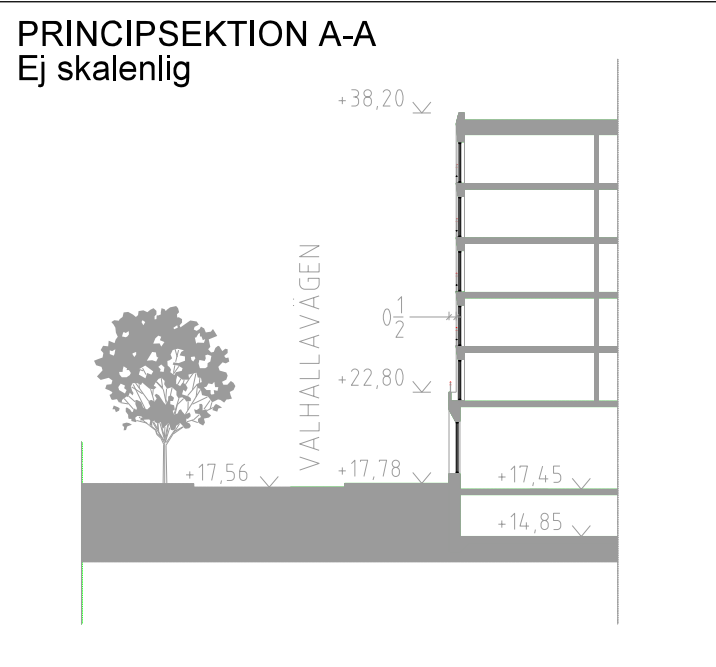 PRINCIPSEKTION A-A
Ej skalenlig
+38,20
VALHALLAVÄGEN
0 1/2
+22,80
+17,56
+17,78
+17,45
+14,85